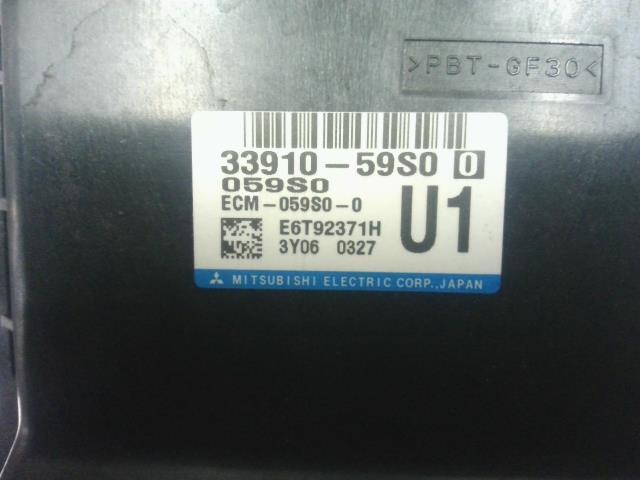 >PBT-GF30<
33910-59S0 0
059S0
ECM-059S0-0
E6T92371H
3Y06 0327
U1
MITSUBISHI ELECTRIC CORP., JAPAN